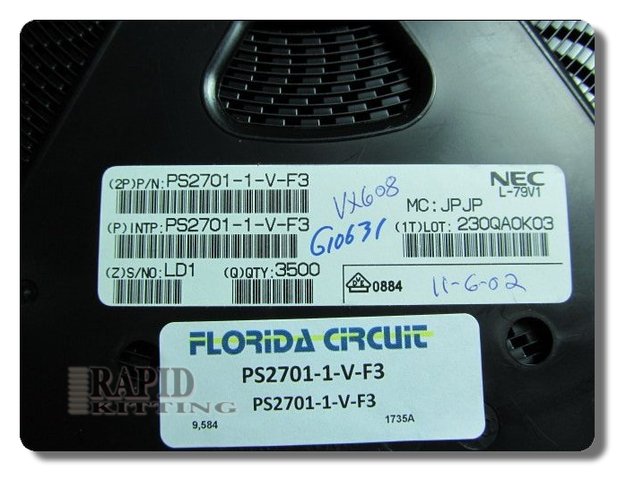 (2P)P/N: PS2701-1-V-F3
NEC
L-79V1
VX608
MC: JPJP
(P)INTP: PS2701-1-V-F3
G10631
(1T)LOT: 230QA0K03
(Z)S/NO: LD1
(Q)QTY: 3500
0884
11-6-02
FLORIDA CIRCUIT
PS2701-1-V-F3
PS2701-1-V-F3
9,584
1735A
RAPID
KITTING